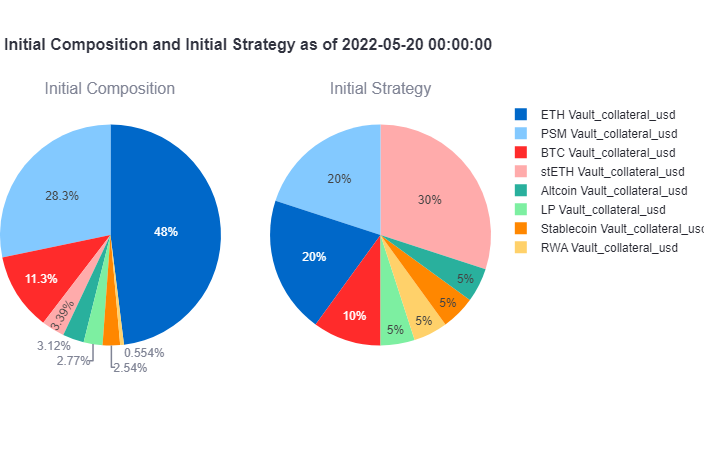 Initial Composition and Initial Strategy as of 2022-05-20 00:00:00
Initial Composition
Initial Strategy
48%
28.3%
11.3%
3.39%
3.12%
2.77%
2.54%
0.554%
30%
20%
20%
10%
5%
5%
5%
5%
ETH Vault_collateral_usd
PSM Vault_collateral_usd
BTC Vault_collateral_usd
stETH Vault_collateral_usd
Altcoin Vault_collateral_usd
LP Vault_collateral_usd
Stablecoin Vault_collateral_usd
RWA Vault_collateral_usd